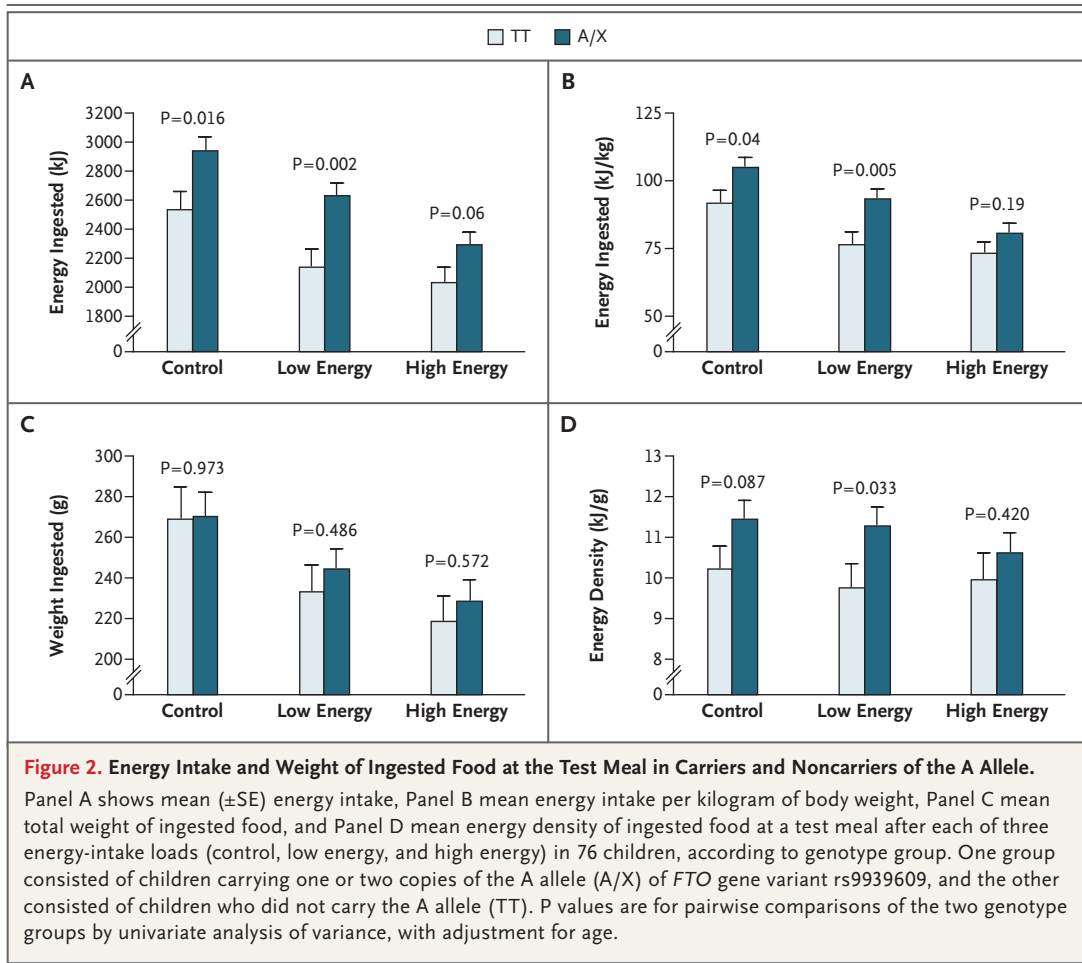 TT A/X
A
Energy Ingested (kJ)
3200
3000
2800
2600
2400
2200
2000
1800
0
P=0.016
P=0.002
P=0.06
Control Low Energy High Energy
B
Energy Ingested (kJ/kg)
125
100
75
50
0
P=0.04
P=0.005
P=0.19
Control Low Energy High Energy
C
Weight Ingested (g)
300
280
260
240
220
200
0
P=0.973
P=0.486
P=0.572
Control Low Energy High Energy
D
Energy Density (kJ/g)
13
12
11
10
9
8
0
P=0.087
P=0.033
P=0.420
Control Low Energy High Energy
Figure 2. Energy Intake and Weight of Ingested Food at the Test Meal in Carriers and Noncarriers of the A Allele.
Panel A shows mean (±SE) energy intake, Panel B mean energy intake per kilogram of body weight, Panel C mean
total weight of ingested food, and Panel D mean energy density of ingested food at a test meal after each of three
energy-intake loads (control, low energy, and high energy) in 76 children, according to genotype group. One group
consisted of children carrying one or two copies of the A allele (A/X) of FTO gene variant rs9939609, and the other
consisted of children who did not carry the A allele (TT). P values are for pairwise comparisons of the two genotype
groups by univariate analysis of variance, with adjustment for age.